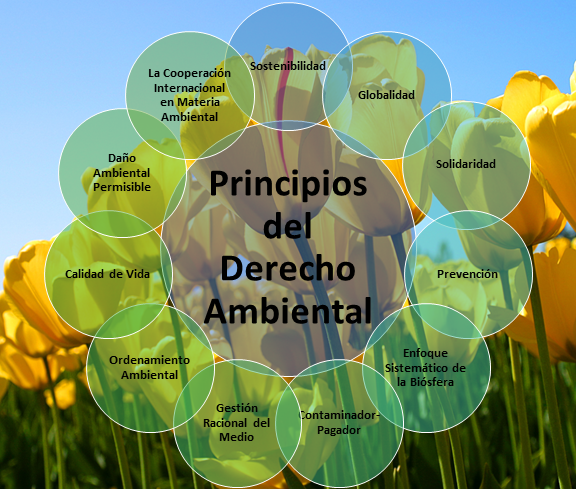 Principios
del
Derecho
Ambiental
Sostenibilidad
Globalidad
Solidaridad
Prevención
Enfoque
Sistemático de
la Biósfera
Contaminador-
Pagador
Gestión
Racional del
Medio
Ordenamiento
Ambiental
Calidad de Vida
Daño
Ambiental
Permisible
La Cooperación
Internacional
en Materia
Ambiental